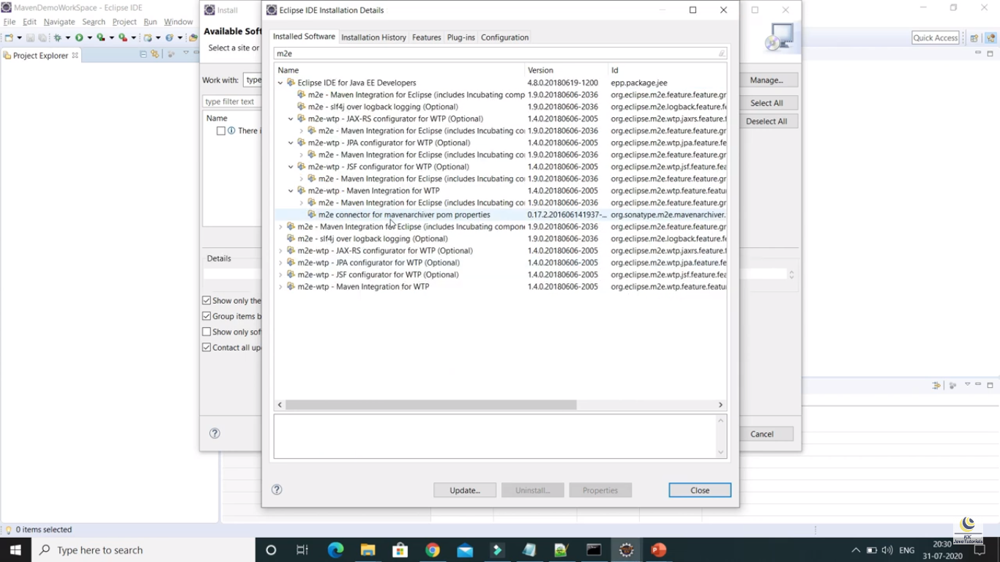 MavenDemoWorkSpace - Eclipse IDE
File Edit Navigate Search Project Run Window
Project Explorer
Quick Access
Install
Available Soft
Select a site or
Work with: type
type filter text
Name
There i
Details
Show only the
Group items b
Show only sof
Contact all up
Manage...
Select All
Deselect All
Cancel
Eclipse IDE Installation Details
Installed Software Installation History Features Plug-ins Configuration
m2e
Name Version Id
Eclipse IDE for Java EE Developers 4.8.0.20180619-1200 epp.package.jee
m2e - Maven Integration for Eclipse (includes Incubating comp 1.9.0.20180606-2036 org.eclipse.m2e.feature.feature.gr
m2e - slf4j over logback logging (Optional) 1.9.0.20180606-2036 org.eclipse.m2e.logback.feature.fe
m2e-wtp - JAX-RS configurator for WTP (Optional) 1.4.0.20180606-2005 org.eclipse.m2e.wtp.jaxrs.feature.f
m2e - Maven Integration for Eclipse (includes Incubating co 1.9.0.20180606-2036 org.eclipse.m2e.feature.feature.gr
m2e-wtp - JPA configurator for WTP (Optional) 1.4.0.20180606-2005 org.eclipse.m2e.wtp.jpa.feature.fe
m2e - Maven Integration for Eclipse (includes Incubating co 1.9.0.20180606-2036 org.eclipse.m2e.feature.feature.gr
m2e-wtp - JSF configurator for WTP (Optional) 1.4.0.20180606-2005 org.eclipse.m2e.wtp.jsf.feature.fea
m2e - Maven Integration for Eclipse (includes Incubating co 1.9.0.20180606-2036 org.eclipse.m2e.feature.feature.gr
m2e-wtp - Maven Integration for WTP 1.4.0.20180606-2005 org.eclipse.m2e.wtp.feature.featu
m2e - Maven Integration for Eclipse (includes Incubating co 1.9.0.20180606-2036 org.eclipse.m2e.feature.feature.gr
m2e connector for mavenarchiver pom properties 0.17.2.201606141937-... org.sonatype.m2e.mavenarchiver.
m2e - Maven Integration for Eclipse (includes Incubating compone 1.9.0.20180606-2036 org.eclipse.m2e.feature.feature.gr
m2e - slf4j over logback logging (Optional) 1.9.0.20180606-2036 org.eclipse.m2e.logback.feature.fe
m2e-wtp - JAX-RS configurator for WTP (Optional) 1.4.0.20180606-2005 org.eclipse.m2e.wtp.jaxrs.feature.f
m2e-wtp - JPA configurator for WTP (Optional) 1.4.0.20180606-2005 org.eclipse.m2e.wtp.jpa.feature.fe
m2e-wtp - JSF configurator for WTP (Optional) 1.4.0.20180606-2005 org.eclipse.m2e.wtp.jsf.feature.fea
m2e-wtp - Maven Integration for WTP 1.4.0.20180606-2005 org.eclipse.m2e.wtp.feature.featu
Update... Uninstall... Properties Close
0 items selected
KK
JavaTutorials
Type here to search
ENG
20:30
31-07-2020